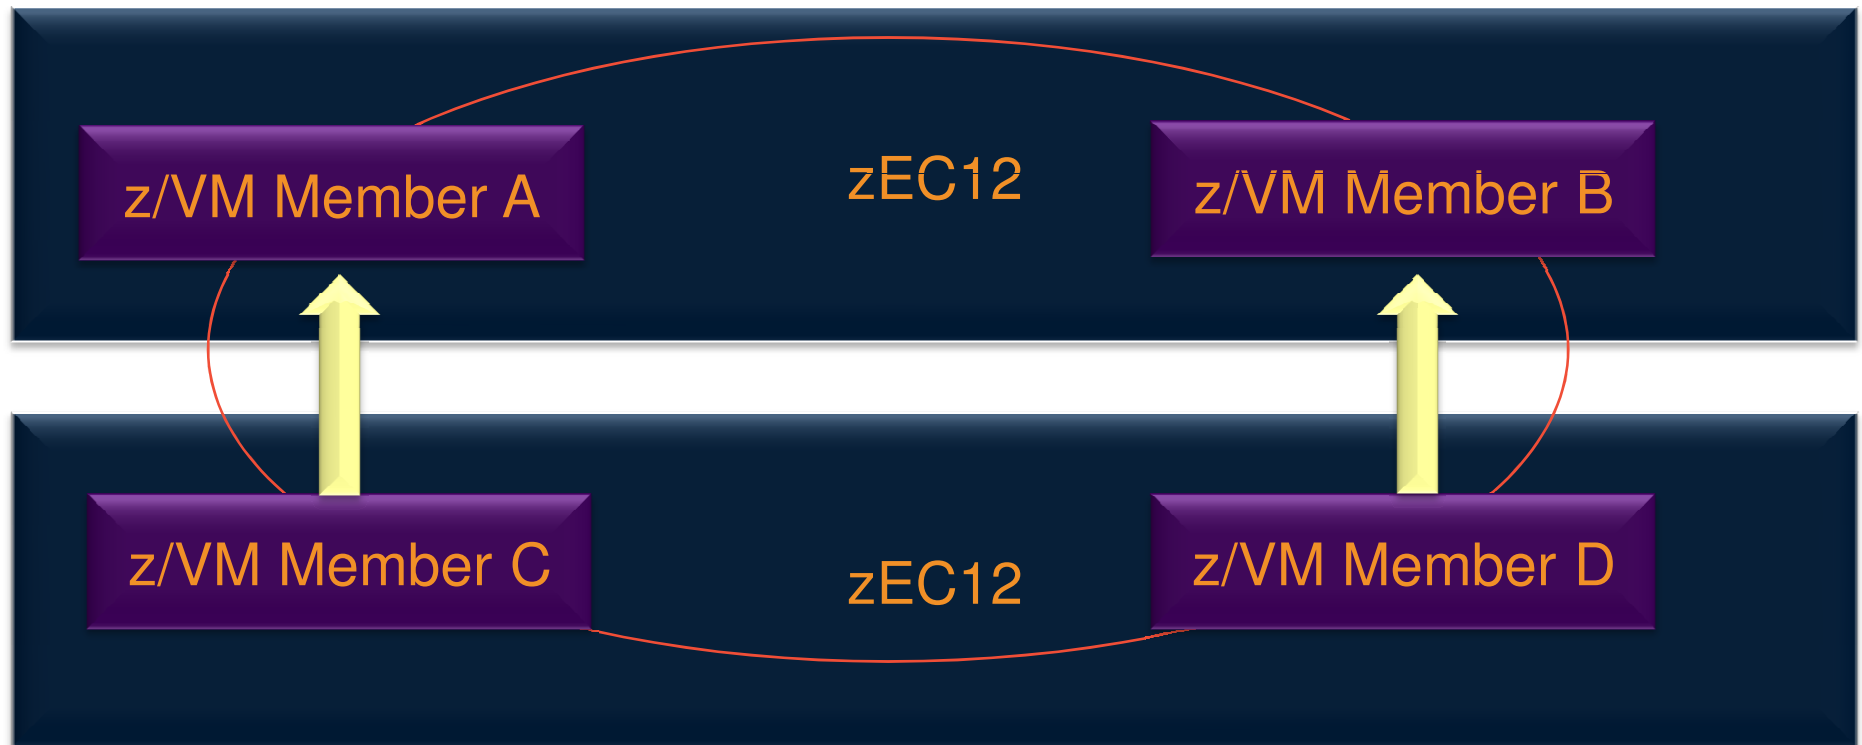 z/VM Member A
zEC12
z/VM Member B
z/VM Member C
zEC12
z/VM Member D